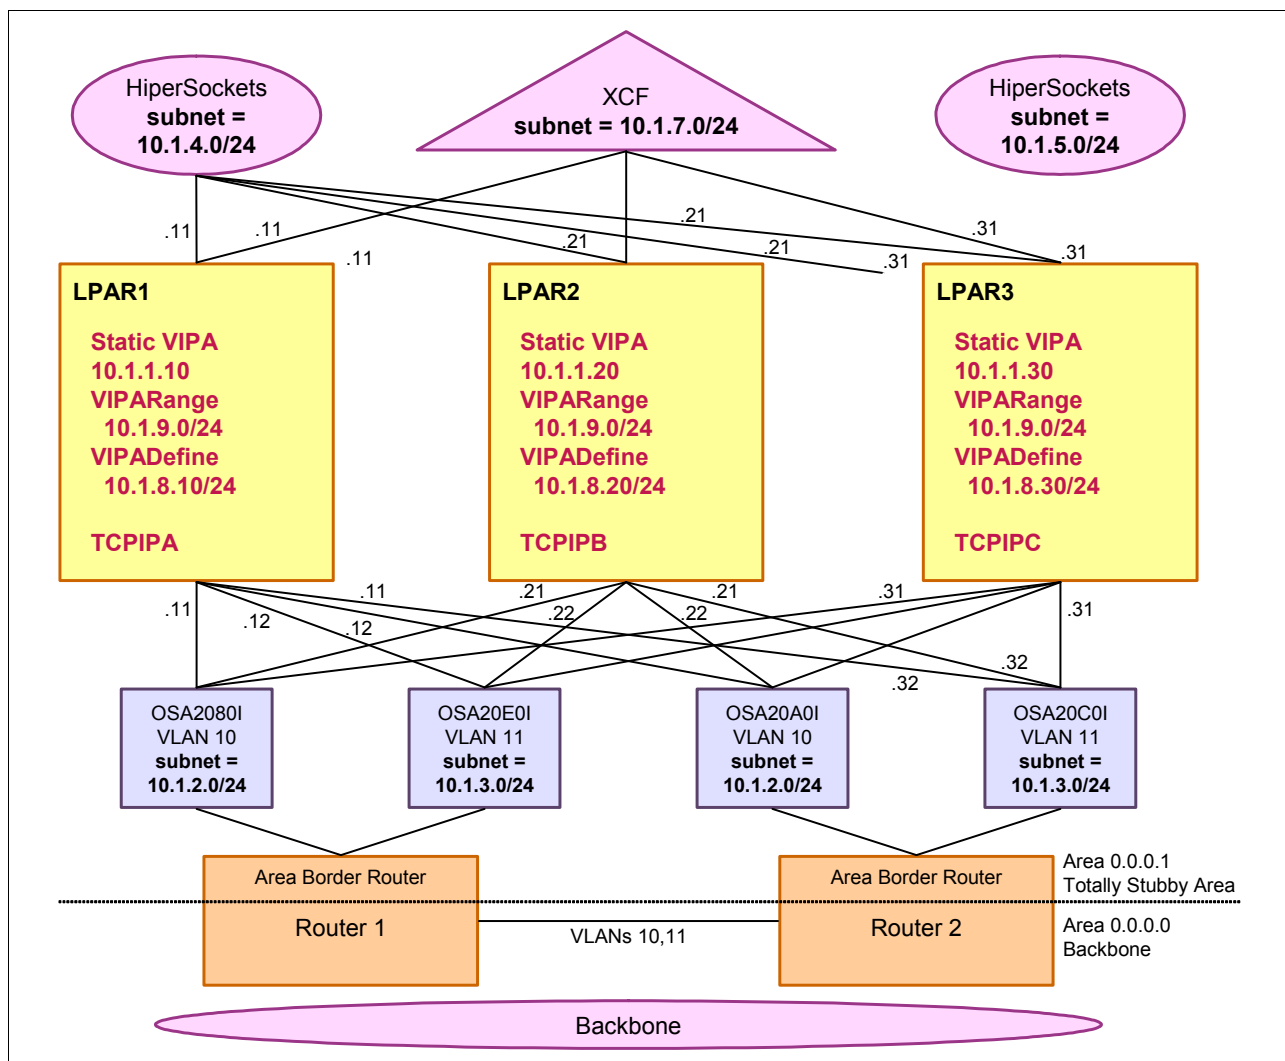 HiperSockets
subnet =
10.1.4.0/24
XCF
subnet = 10.1.7.0/24
HiperSockets
subnet =
10.1.5.0/24
.11
.11
.11
.21
.21
.21
.31
.31
.31
LPAR1
Static VIPA
10.1.1.10
VIPARange
10.1.9.0/24
VIPADefine
10.1.8.10/24
TCPIPA
LPAR2
Static VIPA
10.1.1.20
VIPARange
10.1.9.0/24
VIPADefine
10.1.8.20/24
TCPIPB
LPAR3
Static VIPA
10.1.1.30
VIPARange
10.1.9.0/24
VIPADefine
10.1.8.30/24
TCPIPC
.11
.12
.12
.11
.21
.22
.22
.21
.31
.32
.32
.31
OSA2080I
VLAN 10
subnet =
10.1.2.0/24
OSA20E0I
VLAN 11
subnet =
10.1.3.0/24
OSA20A0I
VLAN 10
subnet =
10.1.2.0/24
OSA20C0I
VLAN 11
subnet =
10.1.3.0/24
Area Border Router
Router 1
VLANs 10,11
Area Border Router
Router 2
Area 0.0.0.1
Totally Stubby Area
Area 0.0.0.0
Backbone
Backbone